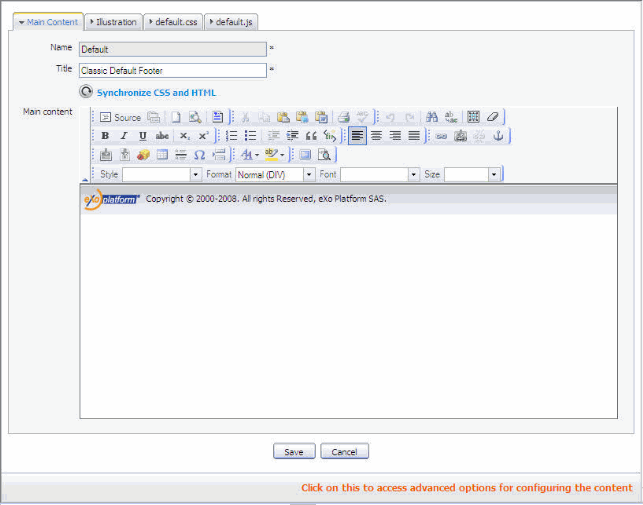 Main Content Illustration default.css default.js
Name Default *
Title Classic Default Footer *
Synchronize CSS and HTML
Main content
Source
B I U abc X₂ X²
Style Format Normal (DIV) Font Size
eXo platform Copyright © 2000-2008. All rights Reserved, eXo Platform SAS.
Save Cancel
Click on this to access advanced options for configuring the content